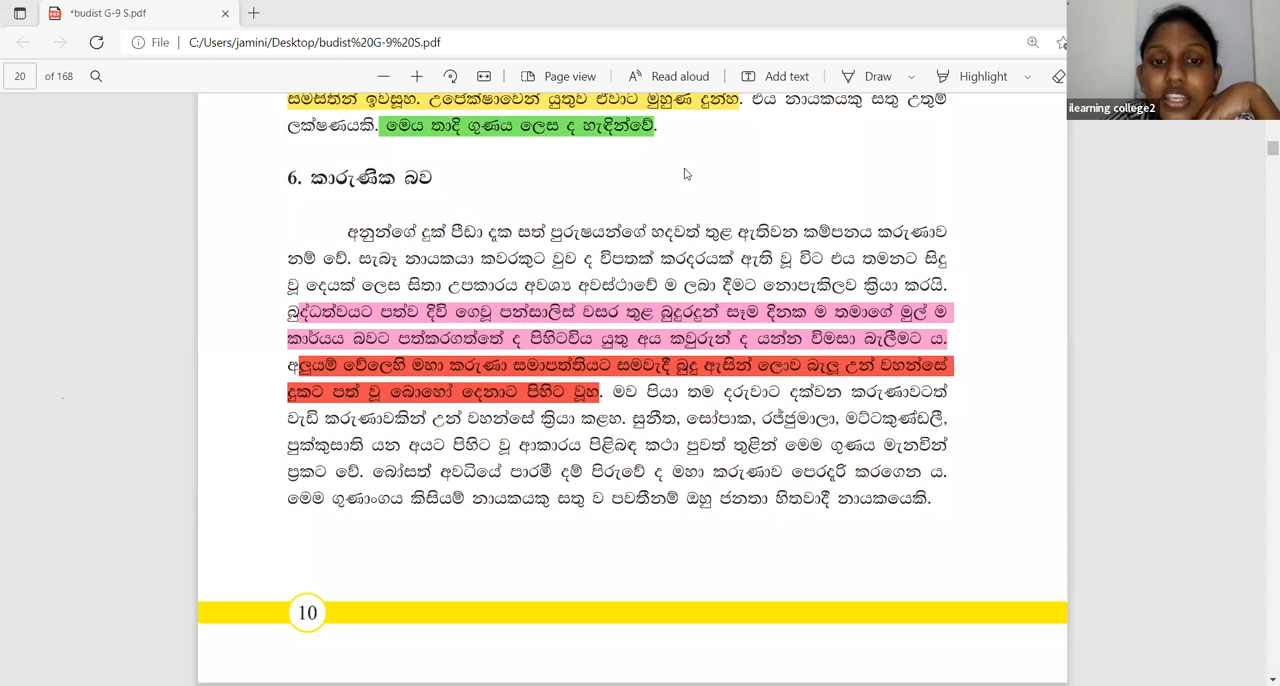 *budist G-9 S.pdf
File
C:/Users/jamini/Desktop/budist%20G-9%20S.pdf
20 of 168
Page view
Read aloud
Add text
Draw
Highlight
ilearning college2
සමසිතින් ඉවසූහ. උපේක්ෂාවෙන් යුතුව ඒවාට මුහුණ දුන්හ. එය නායකයකු සතු උතුම්
ලක්ෂණයකි. මෙය තාදි ගුණය ලෙස ද හැඳින්වේ.
6. කාරුණික බව
අනුන්ගේ දුක් පීඩා දැක සත් පුරුෂයන්ගේ හදවත් තුළ ඇතිවන කම්පනය කරුණාව
නම් වේ. සැබෑ නායකයා කවරකුට වුව ද විපතක් කරදරයක් ඇති වූ විට එය තමනට සිදු
වූ දෙයක් ලෙස සිතා උපකාරය අවශ්‍ය අවස්ථාවේ ම ලබා දීමට නොපැකිලව ක්‍රියා කරයි.
බුද්ධත්වයට පත්ව දිවි ගෙවූ පන්සාලිස් වසර තුළ බුදුරදුන් සෑම දිනක ම තමාගේ මුල් ම
කාර්යය බවට පත්කරගත්තේ ද පිහිටවිය යුතු අය කවුරුන් ද යන්න විමසා බැලීමට ය.
අලුයම් වේලෙහි මහා කරුණා සමාපත්තියට සමවැදී බුදු ඇසින් ලොව බැලූ උන් වහන්සේ
දුකට පත් වූ බොහෝ දෙනාට පිහිට වූහ. මව පියා තම දරුවාට දක්වන කරුණාවටත්
වැඩි කරුණාවකින් උන් වහන්සේ ක්‍රියා කළහ. සුනීත, සෝපාක, රජ්ජුමාලා, මට්ටකුණ්ඩලී,
පුක්කුසාති යන අයට පිහිට වූ ආකාරය පිළිබඳ කථා පුවත් තුළින් මෙම ගුණය මැනවින්
ප්‍රකට වේ. බෝසත් අවධියේ පාරමී දම් පිරුවේ ද මහා කරුණාව පෙරදැරි කරගෙන ය.
මෙම ගුණාංගය කිසියම් නායකයකු සතු ව පවතීනම් ඔහු ජනතා හිතවාදී නායකයෙකි.
10